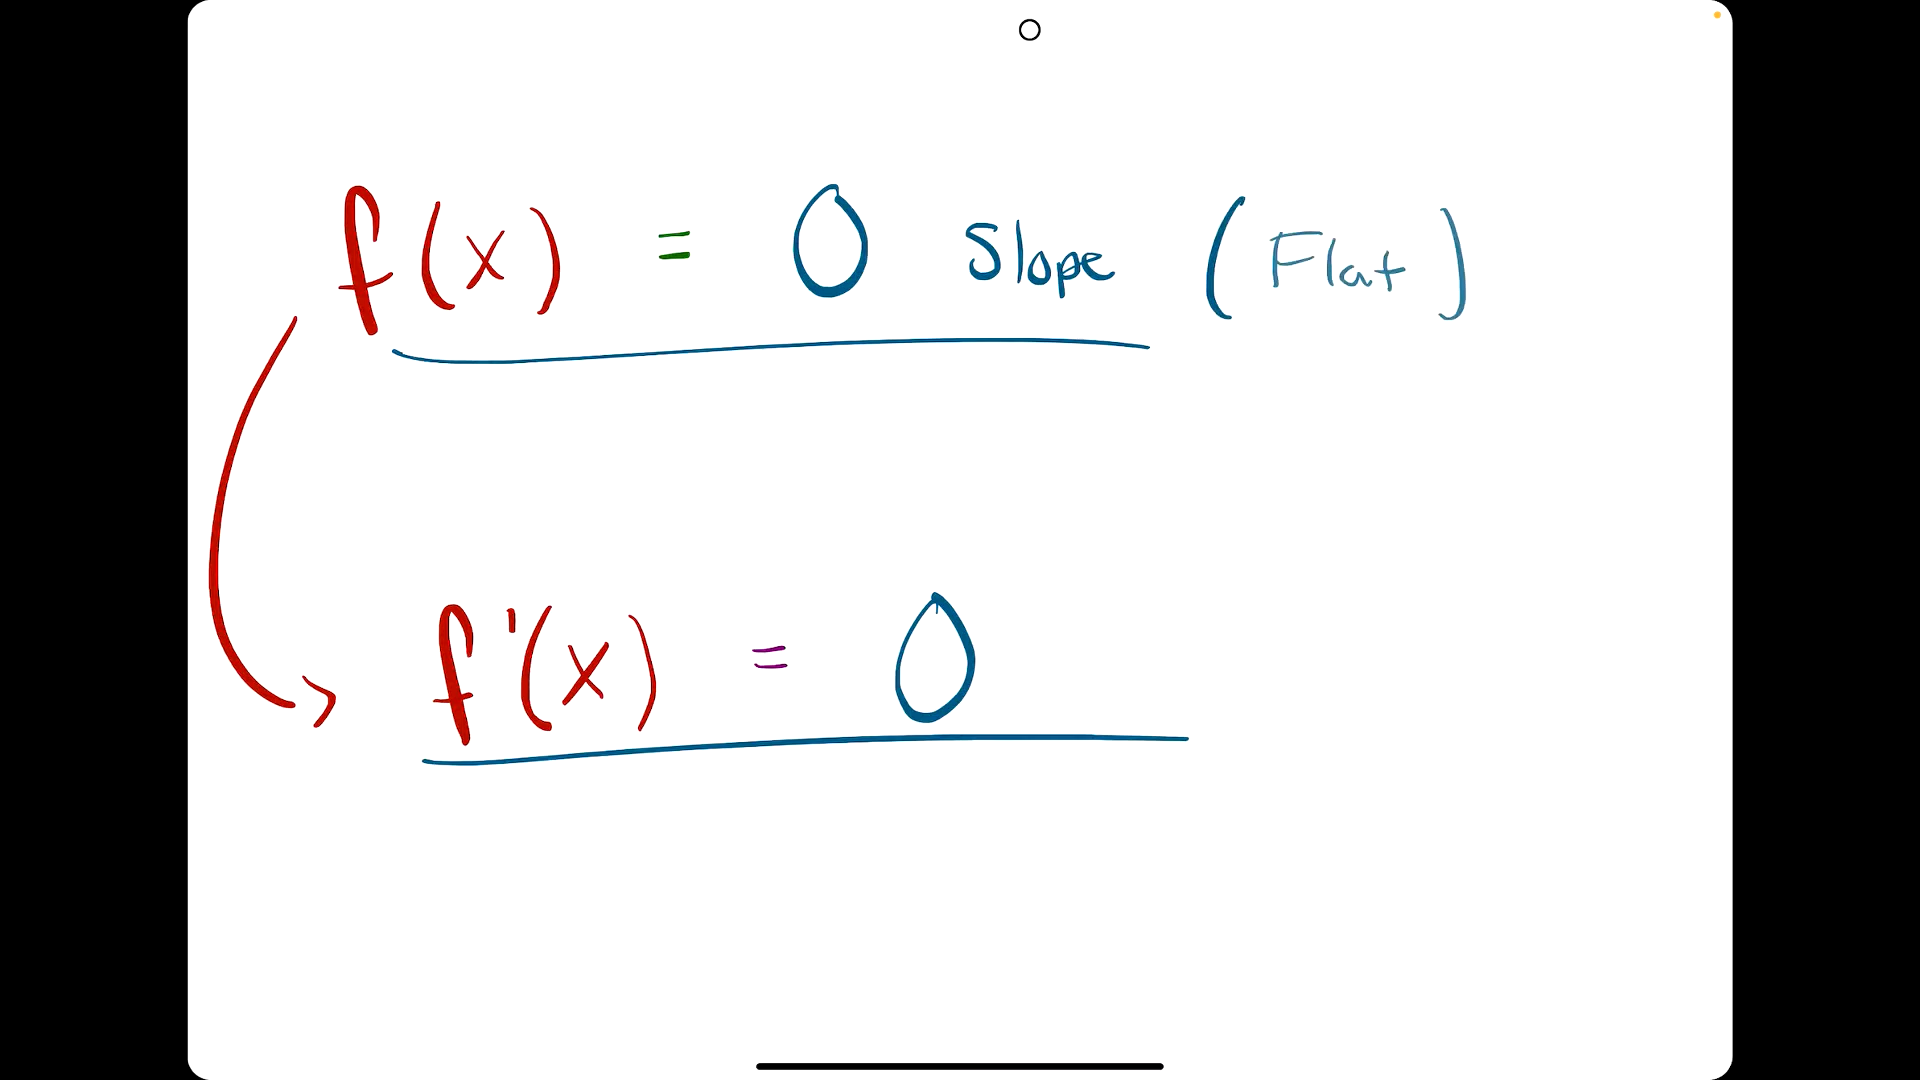 f(x) = 0 Slope (Flat)
f'(x) = 0